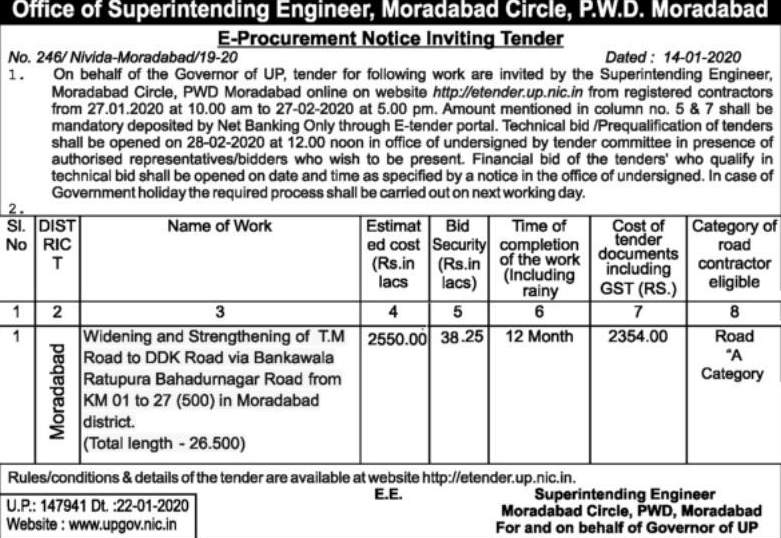 Office of Superintending Engineer, Moradabad Circle, P.W.D. Moradabad
E-Procurement Notice Inviting Tender
No. 246/ Nivida-Moradabad/19-20 Dated : 14-01-2020
1. On behalf of the Governor of UP, tender for following work are invited by the Superintending Engineer,
Moradabad Circle, PWD Moradabad online on website http://etender.up.nic.in from registered contractors
from 27.01.2020 at 10.00 am to 27-02-2020 at 5.00 pm. Amount mentioned in column no. 5 & 7 shall be
mandatory deposited by Net Banking Only through E-tender portal. Technical bid /Prequalification of tenders
shall be opened on 28-02-2020 at 12.00 noon in office of undersigned by tender committee in presence of
authorised representatives/bidders who wish to be present. Financial bid of the tenders' who qualify in
technical bid shall be opened on date and time as specified by a notice in the office of undersigned. In case of
Government holiday the required process shall be carried out on next working day.
2.
Sl. No
DIST RIC T
Name of Work
Estimat ed cost (Rs.in lacs
Bid Security (Rs.in lacs)
Time of completion of the work (Including rainy
Cost of tender documents including GST (RS.)
Category of road contractor eligible
1 2 3 4 5 6 7 8
1
Moradabad
Widening and Strengthening of T.M
Road to DDK Road via Bankawala
Ratupura Bahadurnagar Road from
KM 01 to 27 (500) in Moradabad
district.
(Total length - 26.500)
2550.00
38.25
12 Month
2354.00
Road
"A
Category
Rules/conditions & details of the tender are available at website http://etender.up.nic.in.
E.E.
Superintending Engineer
Moradabad Circle, PWD, Moradabad
For and on behalf of Governor of UP
U.P.: 147941 Dt. :22-01-2020
Website : www.upgov.nic.in